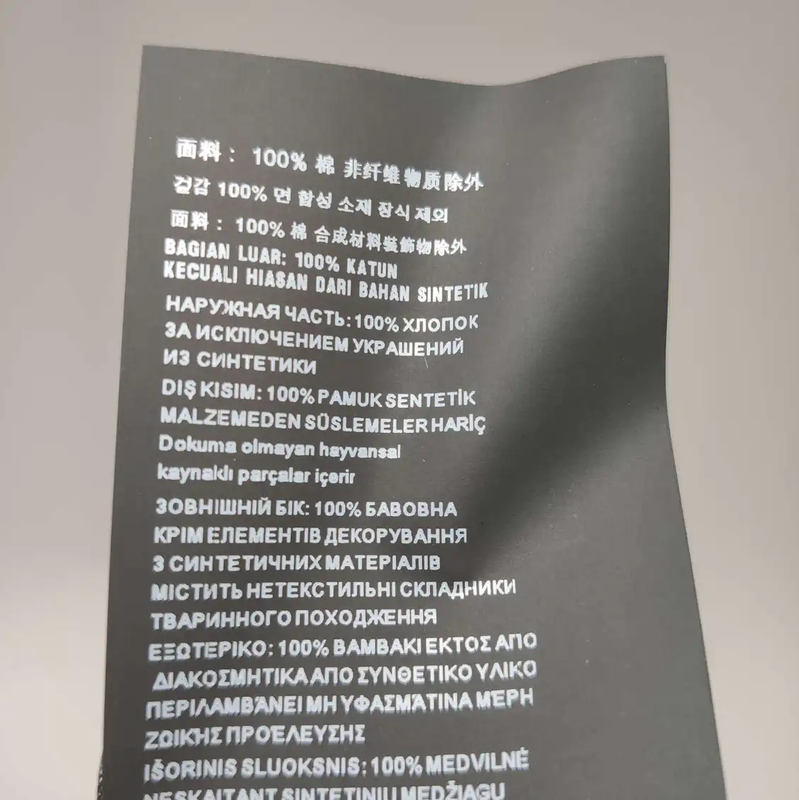 面料： 100% 棉 非纤维物质除外
겉감 100% 면 합성 소재 장식 제외
面料： 100% 棉 合成材料裝飾物除外
BAGIAN LUAR: 100% KATUN
KECUALI HIASAN DARI BAHAN SINTETIK
НАРУЖНАЯ ЧАСТЬ: 100% ХЛОПОК
ЗА ИСКЛЮЧЕНИЕМ УКРАШЕНИЙ
ИЗ СИНТЕТИКИ
DIŞ KISIM: 100% PAMUK SENTETİK
MALZEMEDEN SÜSLEMELER HARİÇ
Dokuma olmayan hayvansal
kaynaklı parçalar içerir
ЗОВНІШНІЙ БІК: 100% БАВОВНА
КРІМ ЕЛЕМЕНТІВ ДЕКОРУВАННЯ
З СИНТЕТИЧНИХ МАТЕРІАЛІВ
МІСТИТЬ НЕТЕКСТИЛЬНІ СКЛАДНИКИ
ТВАРИННОГО ПОХОДЖЕННЯ
ΕΞΩΤΕΡΙΚΟ: 100% ΒΑΜΒΑΚΙ ΕΚΤΟΣ ΑΠΟ
ΔΙΑΚΟΣΜΗΤΙΚΑ ΑΠΟ ΣΥΝΘΕΤΙΚΟ ΥΛΙΚΟ
ΠΕΡΙΛΑΜΒΆΝΕΙ ΜΗ ΥΦΑΣΜΆΤΙΝΑ ΜΈΡΗ
ΖΩΙΚΉΣ ΠΡΟΈΛΕΥΣΗΣ
IŠORINIS SLUOKSNIS: 100% MEDVILNĖ
NESKAITANT SINTETINIŲ MEDŽIAGŲ